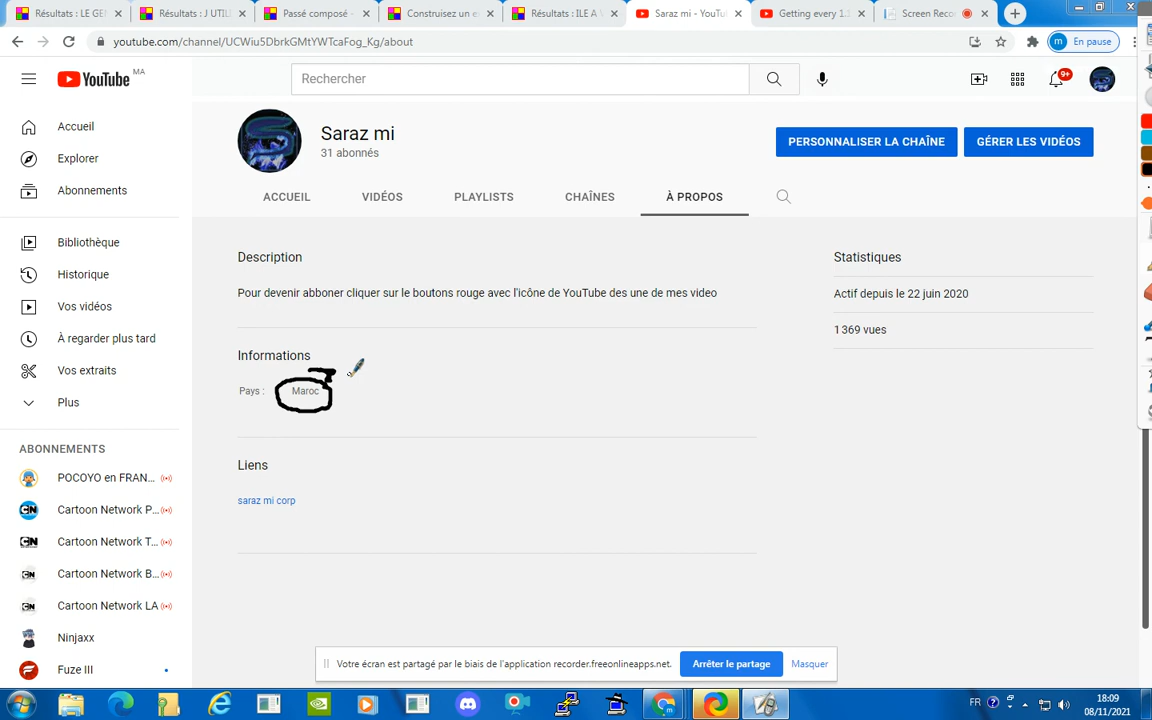 Résultats : LE GEN
Résultats : J UTILI
Passé composé -
Construisez un e
Résultats : ILE A V
Saraz mi - YouTu
Getting every 1.
Screen Reco
youtube.com/channel/UCWiu5DbrkGMtYWTcaFog_Kg/about
m En pause
YouTube MA
Rechercher
9+
Accueil
Explorer
Abonnements
Bibliothèque
Historique
Vos vidéos
À regarder plus tard
Vos extraits
Plus
ABONNEMENTS
POCOYO en FRAN...
Cartoon Network P...
Cartoon Network T...
Cartoon Network B...
Cartoon Network LA
Ninjaxx
Fuze III
Saraz mi
31 abonnés
PERSONNALISER LA CHAÎNE
GÉRER LES VIDÉOS
ACCUEIL
VIDÉOS
PLAYLISTS
CHAÎNES
À PROPOS
Description
Pour devenir abboner cliquer sur le boutons rouge avec l'icône de YouTube des une de mes video
Informations
Pays : Maroc
Liens
saraz mi corp
Statistiques
Actif depuis le 22 juin 2020
1 369 vues
Votre écran est partagé par le biais de l'application recorder.freeonlineapps.net.
Arrêter le partage
Masquer
FR
18:09
08/11/2021